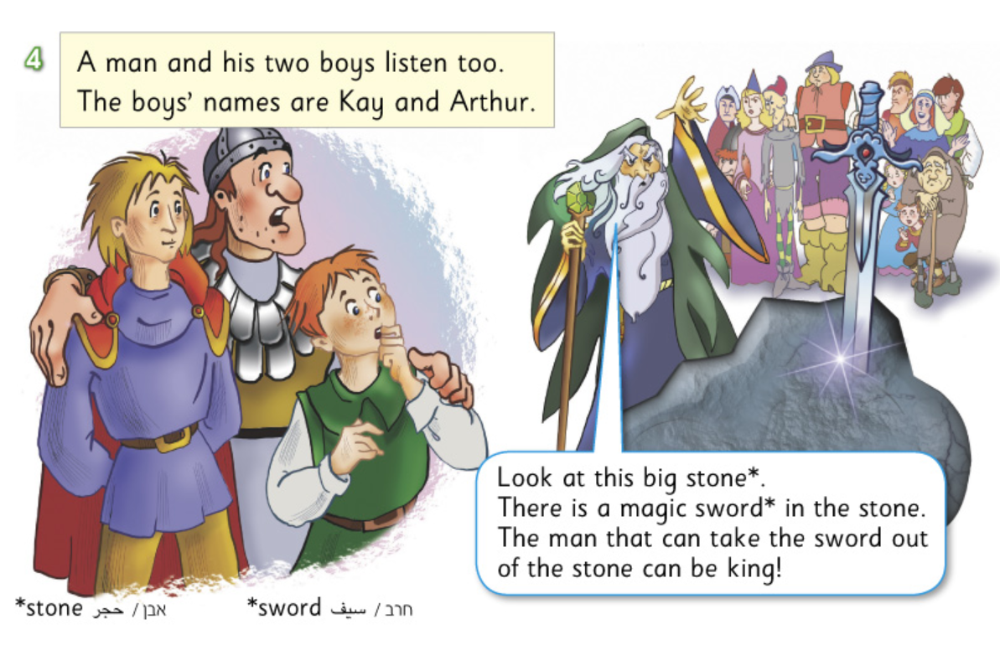 4
A man and his two boys listen too.
The boys’ names are Kay and Arthur.
Look at this big stone*.
There is a magic sword* in the stone.
The man that can take the sword out
of the stone can be king!
*stone حجر / אבן
*sword سيف / חרב